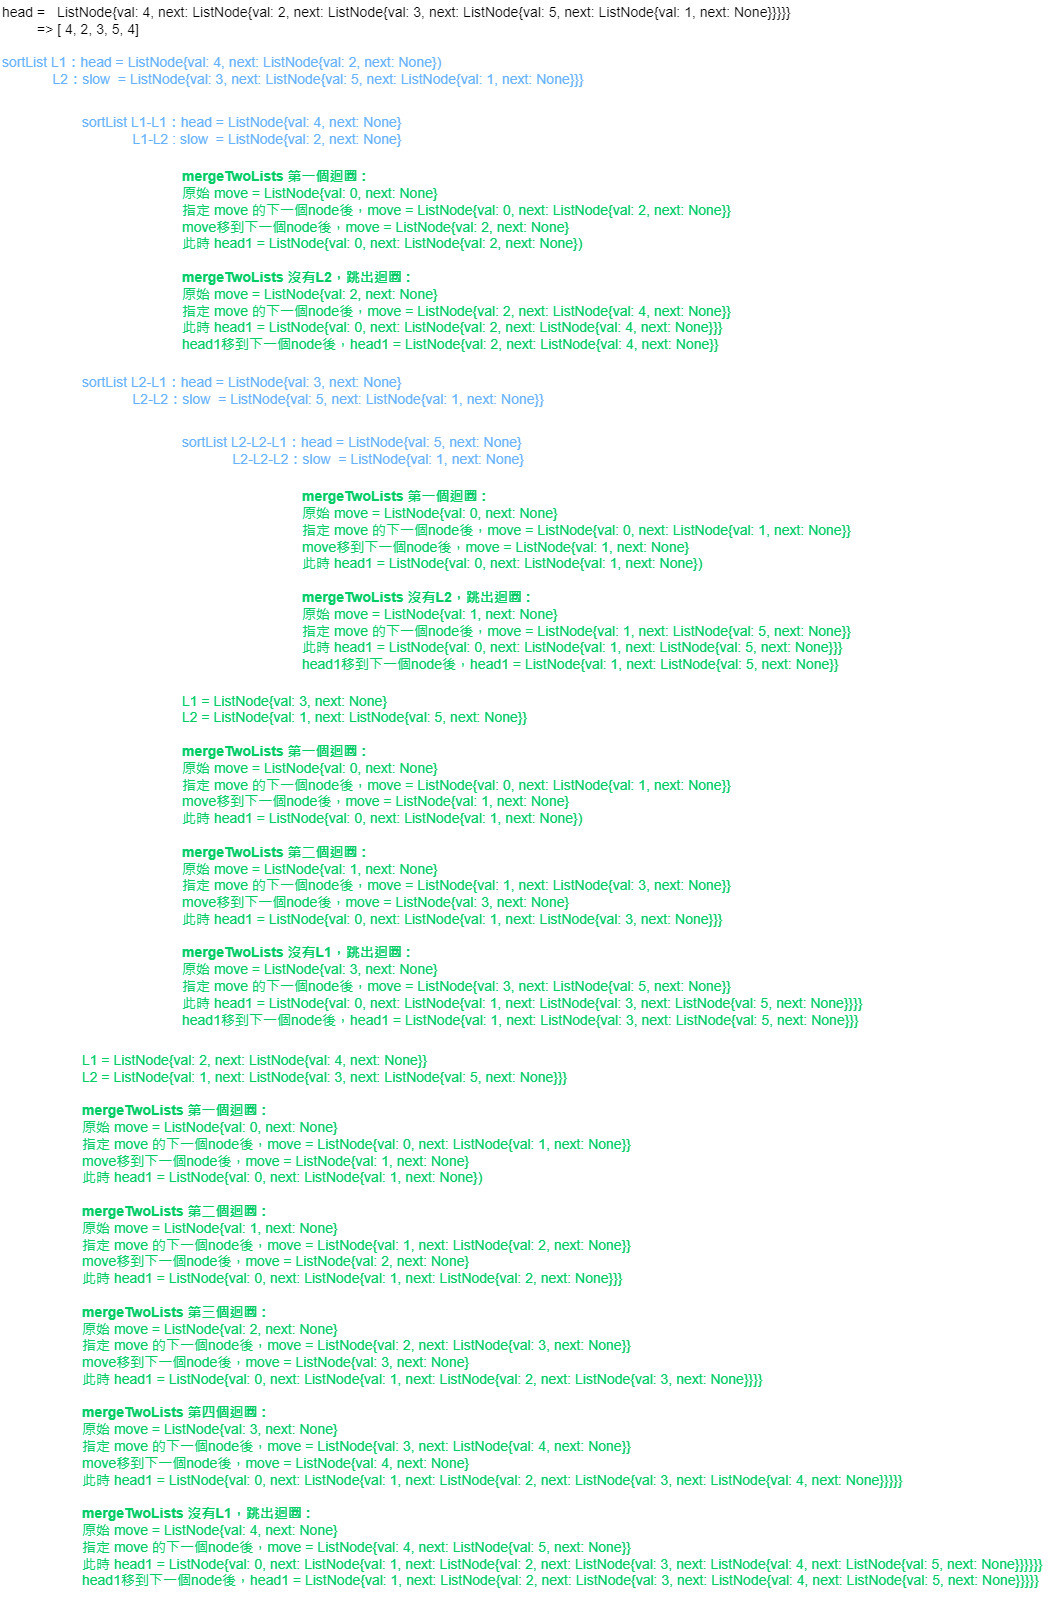 head =   ListNode{val: 4, next: ListNode{val: 2, next: ListNode{val: 3, next: ListNode{val: 5, next: ListNode{val: 1, next: None}}}}}
=> [ 4, 2, 3, 5, 4]
sortList L1：head = ListNode{val: 4, next: ListNode{val: 2, next: None})
L2：slow  = ListNode{val: 3, next: ListNode{val: 5, next: ListNode{val: 1, next: None}}}
sortList L1-L1：head = ListNode{val: 4, next: None}
L1-L2 : slow  = ListNode{val: 2, next: None}
mergeTwoLists 第一個迴圈：
原始 move = ListNode{val: 0, next: None}
指定 move 的下一個node後，move = ListNode{val: 0, next: ListNode{val: 2, next: None}}
move移到下一個node後，move = ListNode{val: 2, next: None}
此時 head1 = ListNode{val: 0, next: ListNode{val: 2, next: None})
mergeTwoLists 沒有L2，跳出迴圈：
原始 move = ListNode{val: 2, next: None}
指定 move 的下一個node後，move = ListNode{val: 2, next: ListNode{val: 4, next: None}}
此時 head1 = ListNode{val: 0, next: ListNode{val: 2, next: ListNode{val: 4, next: None}}}
head1移到下一個node後，head1 = ListNode{val: 2, next: ListNode{val: 4, next: None}}
sortList L2-L1：head = ListNode{val: 3, next: None}
L2-L2：slow  = ListNode{val: 5, next: ListNode{val: 1, next: None}}
sortList L2-L2-L1：head = ListNode{val: 5, next: None}
L2-L2-L2：slow  = ListNode{val: 1, next: None}
mergeTwoLists 第一個迴圈：
原始 move = ListNode{val: 0, next: None}
指定 move 的下一個node後，move = ListNode{val: 0, next: ListNode{val: 1, next: None}}
move移到下一個node後，move = ListNode{val: 1, next: None}
此時 head1 = ListNode{val: 0, next: ListNode{val: 1, next: None})
mergeTwoLists 沒有L2，跳出迴圈：
原始 move = ListNode{val: 1, next: None}
指定 move 的下一個node後，move = ListNode{val: 1, next: ListNode{val: 5, next: None}}
此時 head1 = ListNode{val: 0, next: ListNode{val: 1, next: ListNode{val: 5, next: None}}}
head1移到下一個node後，head1 = ListNode{val: 1, next: ListNode{val: 5, next: None}}
L1 = ListNode{val: 3, next: None}
L2 = ListNode{val: 1, next: ListNode{val: 5, next: None}}
mergeTwoLists 第一個迴圈：
原始 move = ListNode{val: 0, next: None}
指定 move 的下一個node後，move = ListNode{val: 0, next: ListNode{val: 1, next: None}}
move移到下一個node後，move = ListNode{val: 1, next: None}
此時 head1 = ListNode{val: 0, next: ListNode{val: 1, next: None})
mergeTwoLists 第二個迴圈：
原始 move = ListNode{val: 1, next: None}
指定 move 的下一個node後，move = ListNode{val: 1, next: ListNode{val: 3, next: None}}
move移到下一個node後，move = ListNode{val: 3, next: None}
此時 head1 = ListNode{val: 0, next: ListNode{val: 1, next: ListNode{val: 3, next: None}}}
mergeTwoLists 沒有L1，跳出迴圈：
原始 move = ListNode{val: 3, next: None}
指定 move 的下一個node後，move = ListNode{val: 3, next: ListNode{val: 5, next: None}}
此時 head1 = ListNode{val: 0, next: ListNode{val: 1, next: ListNode{val: 3, next: ListNode{val: 5, next: None}}}}
head1移到下一個node後，head1 = ListNode{val: 1, next: ListNode{val: 3, next: ListNode{val: 5, next: None}}}
L1 = ListNode{val: 2, next: ListNode{val: 4, next: None}}
L2 = ListNode{val: 1, next: ListNode{val: 3, next: ListNode{val: 5, next: None}}}
mergeTwoLists 第一個迴圈：
原始 move = ListNode{val: 0, next: None}
指定 move 的下一個node後，move = ListNode{val: 0, next: ListNode{val: 1, next: None}}
move移到下一個node後，move = ListNode{val: 1, next: None}
此時 head1 = ListNode{val: 0, next: ListNode{val: 1, next: None})
mergeTwoLists 第二個迴圈：
原始 move = ListNode{val: 1, next: None}
指定 move 的下一個node後，move = ListNode{val: 1, next: ListNode{val: 2, next: None}}
move移到下一個node後，move = ListNode{val: 2, next: None}
此時 head1 = ListNode{val: 0, next: ListNode{val: 1, next: ListNode{val: 2, next: None}}}
mergeTwoLists 第三個迴圈：
原始 move = ListNode{val: 2, next: None}
指定 move 的下一個node後，move = ListNode{val: 2, next: ListNode{val: 3, next: None}}
move移到下一個node後，move = ListNode{val: 3, next: None}
此時 head1 = ListNode{val: 0, next: ListNode{val: 1, next: ListNode{val: 2, next: ListNode{val: 3, next: None}}}}
mergeTwoLists 第四個迴圈：
原始 move = ListNode{val: 3, next: None}
指定 move 的下一個node後，move = ListNode{val: 3, next: ListNode{val: 4, next: None}}
move移到下一個node後，move = ListNode{val: 4, next: None}
此時 head1 = ListNode{val: 0, next: ListNode{val: 1, next: ListNode{val: 2, next: ListNode{val: 3, next: ListNode{val: 4, next: None}}}}}
mergeTwoLists 沒有L1，跳出迴圈：
原始 move = ListNode{val: 4, next: None}
指定 move 的下一個node後，move = ListNode{val: 4, next: ListNode{val: 5, next: None}}
此時 head1 = ListNode{val: 0, next: ListNode{val: 1, next: ListNode{val: 2, next: ListNode{val: 3, next: ListNode{val: 4, next: ListNode{val: 5, next: None}}}}}}
head1移到下一個node後，head1 = ListNode{val: 1, next: ListNode{val: 2, next: ListNode{val: 3, next: ListNode{val: 4, next: ListNode{val: 5, next: None}}}}}